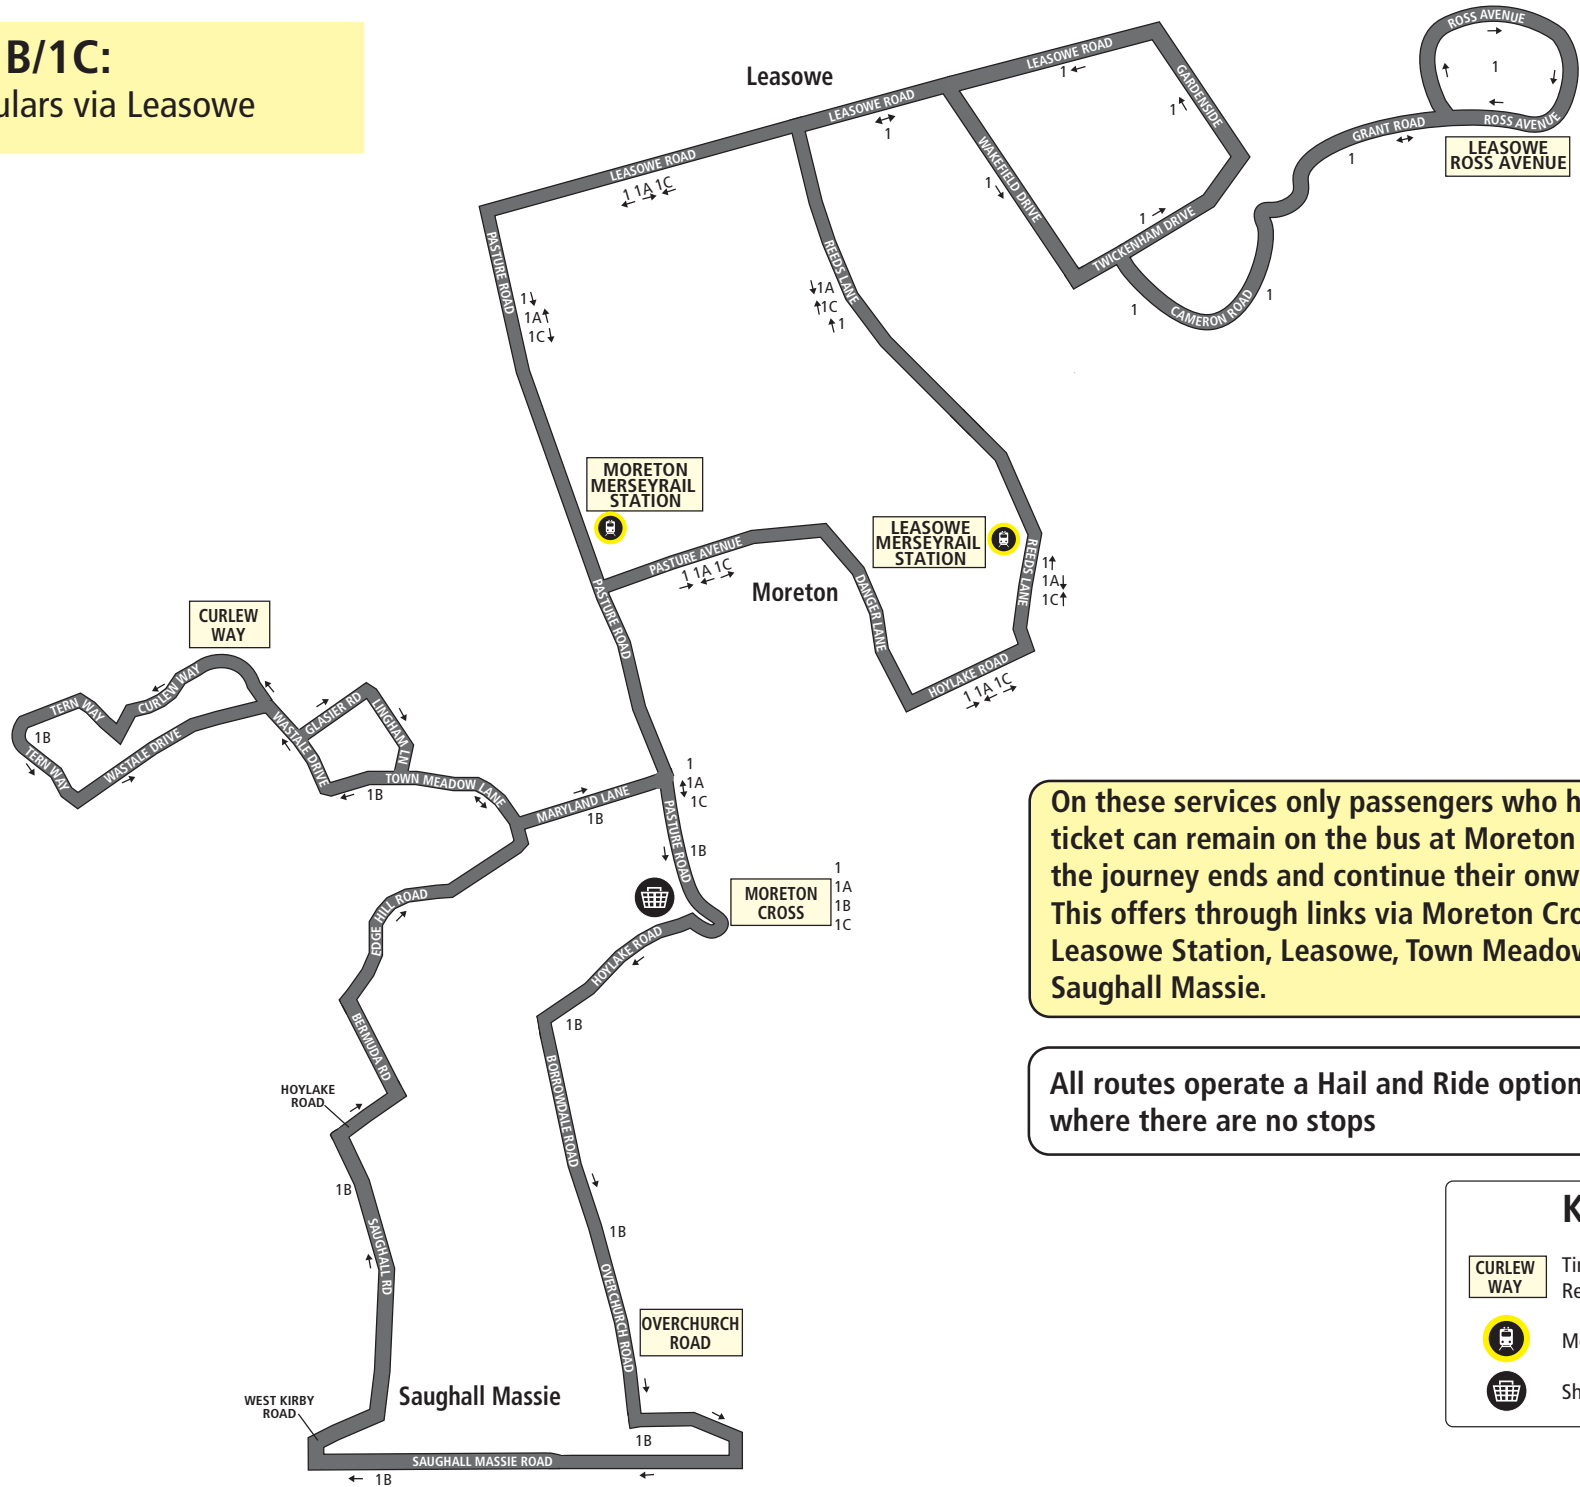 B/1C:
ulars via Leasowe
Leasowe
LEASOWE ROAD
1
GARDENSIDE
1
LEASOWE ROAD
1
LEASOWE ROAD
1 1A 1C
WAKEFIELD DRIVE
1
TWICKENHAM DRIVE
1
ROSS AVENUE
1
ROSS AVENUE
GRANT ROAD
1
LEASOWE
ROSS AVENUE
CAMERON ROAD
1
1
PASTURE ROAD
1
1A
1C
REEDS LANE
1A
1C
1
MORETON
MERSEYRAIL
STATION
LEASOWE
MERSEYRAIL
STATION
PASTURE AVENUE
1 1A 1C
Moreton
DANGER LANE
REEDS LANE
1
1A
1C
HOYLAKE ROAD
1 1A 1C
PASTURE ROAD
CURLEW
WAY
CURLEW WAY
TERN WAY
1B
TERN WAY
WASTALE DRIVE
WASTALE DRIVE
GLASIER RD
LINGHAM LN
TOWN MEADOW LANE
1B
MARYLAND LANE
1B
1
1A
1C
PASTURE ROAD
1B
MORETON
CROSS
1
1A
1B
1C
HOYLAKE ROAD
1B
EDGE HILL ROAD
BERMUDA RD
HOYLAKE
ROAD
1B
SAUGHALL RD
BORROWDALE ROAD
1B
OVERCHURCH ROAD
OVERCHURCH
ROAD
Saughall Massie
WEST KIRBY
ROAD
1B
SAUGHALL MASSIE ROAD
1B
On these services only passengers who h
ticket can remain on the bus at Moreton
the journey ends and continue their onw
This offers through links via Moreton Cro
Leasowe Station, Leasowe, Town Meadow
Saughall Massie.
All routes operate a Hail and Ride option
where there are no stops
K
CURLEW
WAY
Tir
Re
M
Sh